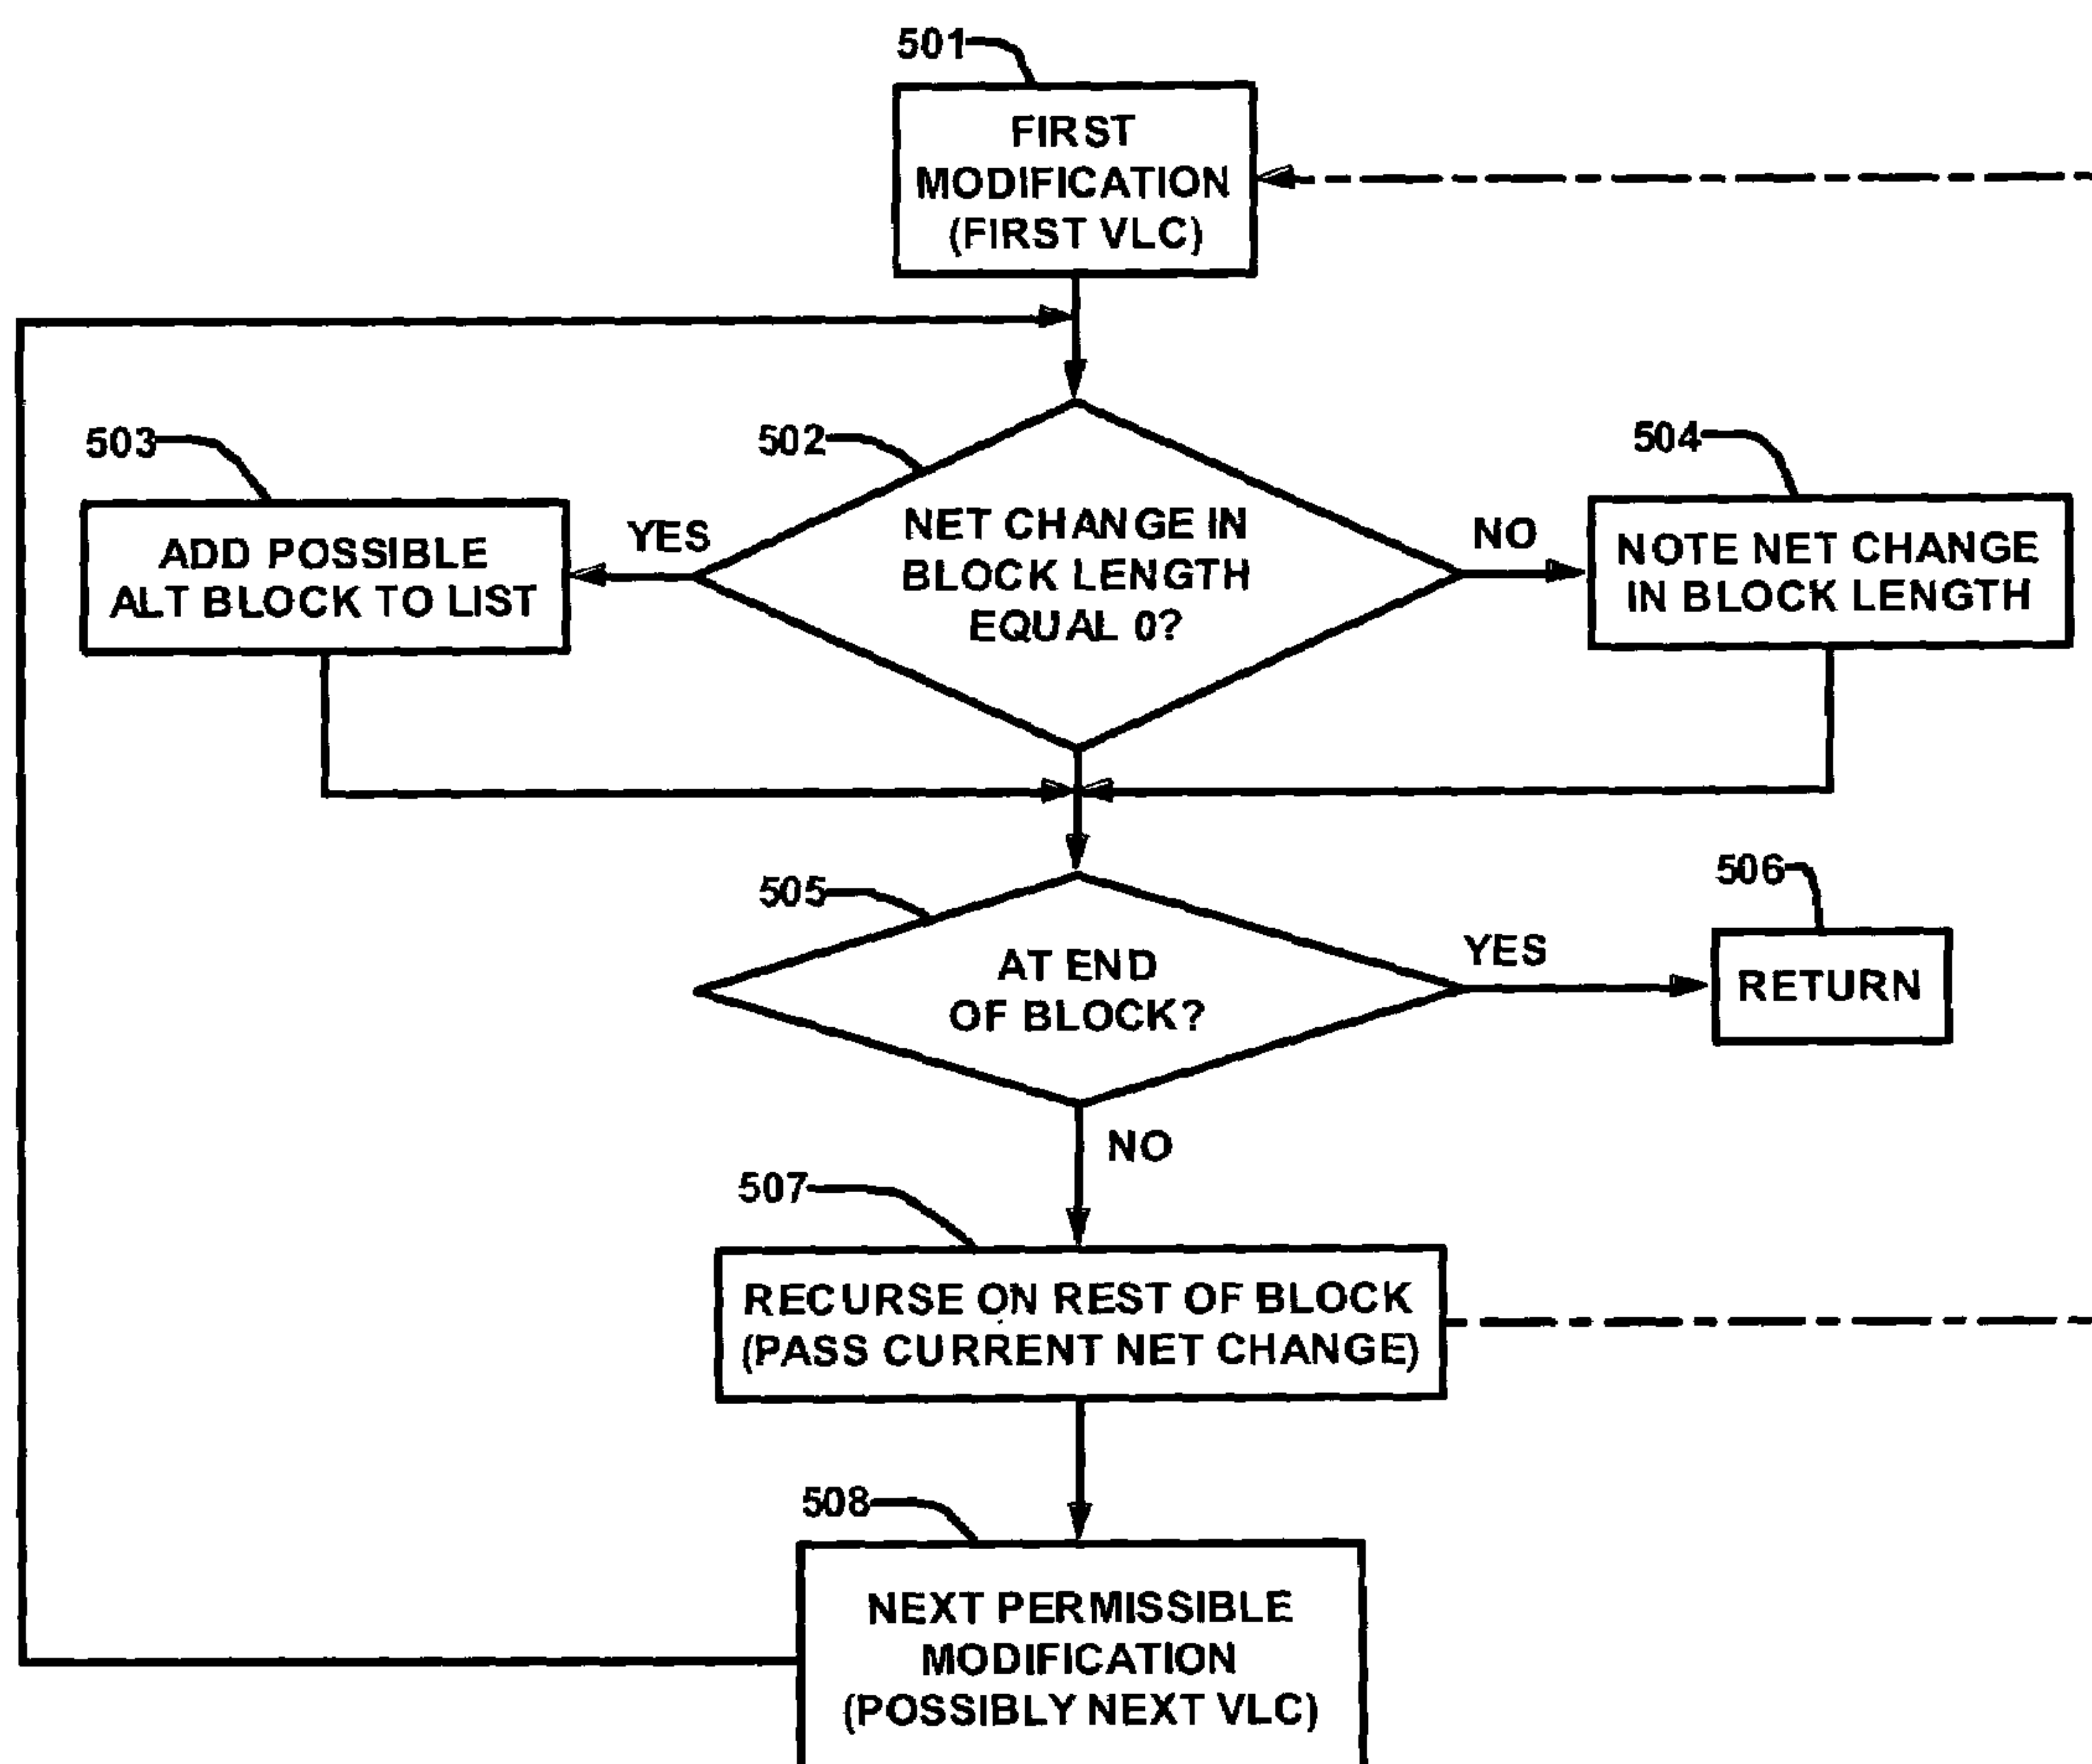 501
FIRST
MODIFICATION
(FIRST VLC)
503
502
504
YES
NET CHANGE IN
BLOCK LENGTH
EQUAL 0?
NO
ADD POSSIBLE
ALT BLOCK TO LIST
NOTE NET CHANGE
IN BLOCK LENGTH
505
506
AT END
OF BLOCK?
YES
RETURN
NO
507
RECURSE ON REST OF BLOCK
(PASS CURRENT NET CHANGE)
508
NEXT PERMISSIBLE
MODIFICATION
(POSSIBLY NEXT VLC)